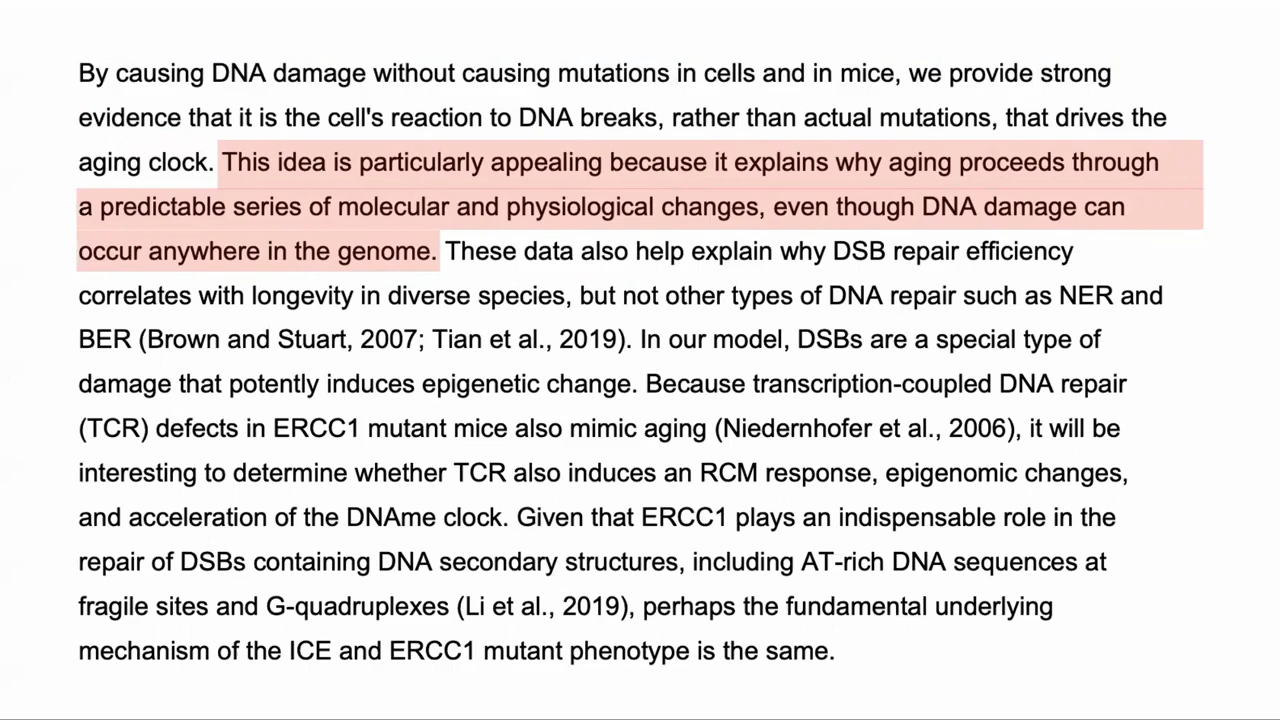 By causing DNA damage without causing mutations in cells and in mice, we provide strong
evidence that it is the cell's reaction to DNA breaks, rather than actual mutations, that drives the
aging clock. This idea is particularly appealing because it explains why aging proceeds through
a predictable series of molecular and physiological changes, even though DNA damage can
occur anywhere in the genome. These data also help explain why DSB repair efficiency
correlates with longevity in diverse species, but not other types of DNA repair such as NER and
BER (Brown and Stuart, 2007; Tian et al., 2019). In our model, DSBs are a special type of
damage that potently induces epigenetic change. Because transcription-coupled DNA repair
(TCR) defects in ERCC1 mutant mice also mimic aging (Niedernhofer et al., 2006), it will be
interesting to determine whether TCR also induces an RCM response, epigenomic changes,
and acceleration of the DNAme clock. Given that ERCC1 plays an indispensable role in the
repair of DSBs containing DNA secondary structures, including AT-rich DNA sequences at
fragile sites and G-quadruplexes (Li et al., 2019), perhaps the fundamental underlying
mechanism of the ICE and ERCC1 mutant phenotype is the same.